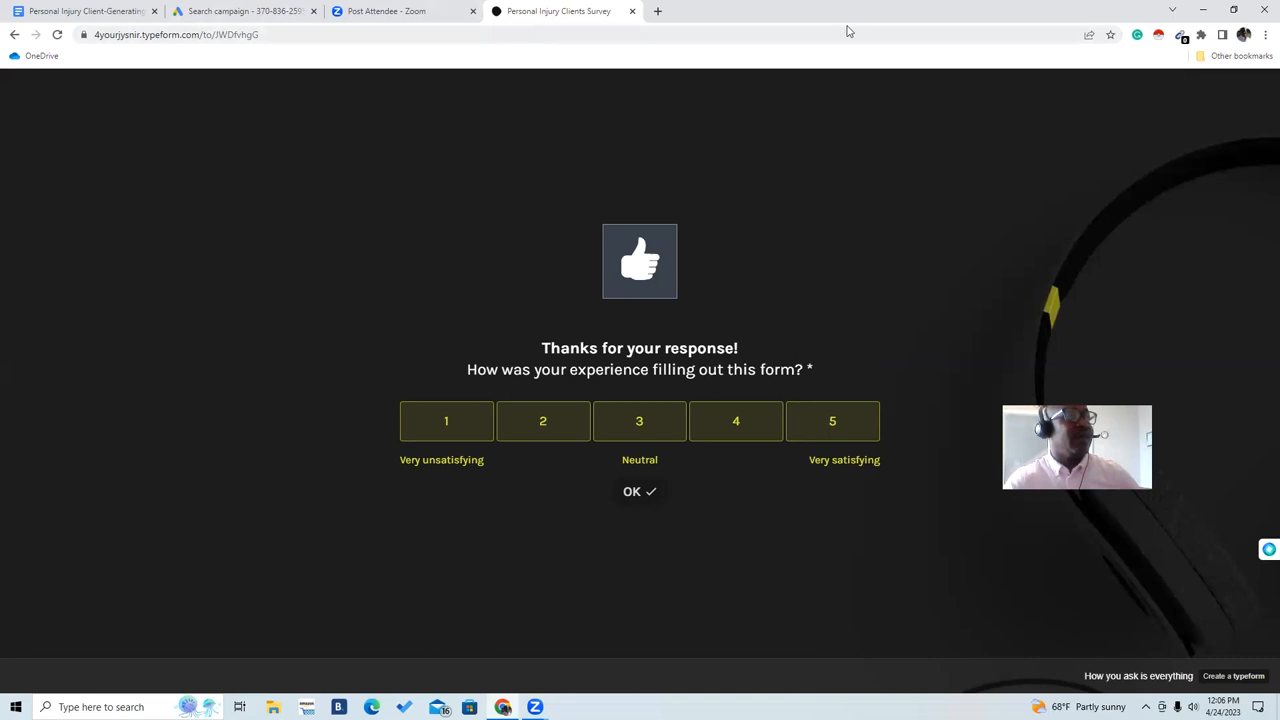 Personal Injury Client-Generating
Search campaign - 370-836-259
Post Attendee - Zoom
Personal Injury Clients Survey
4yourjysnir.typeform.com/to/JWDfvhgG
OneDrive
Other bookmarks
Thanks for your response!
How was your experience filling out this form? *
1 2 3 4 5
Very unsatisfying Neutral Very satisfying
OK
How you ask is everything
Create a typeform
Type here to search
amazon
B.
16
68°F Partly sunny
12:06 PM
4/24/2023